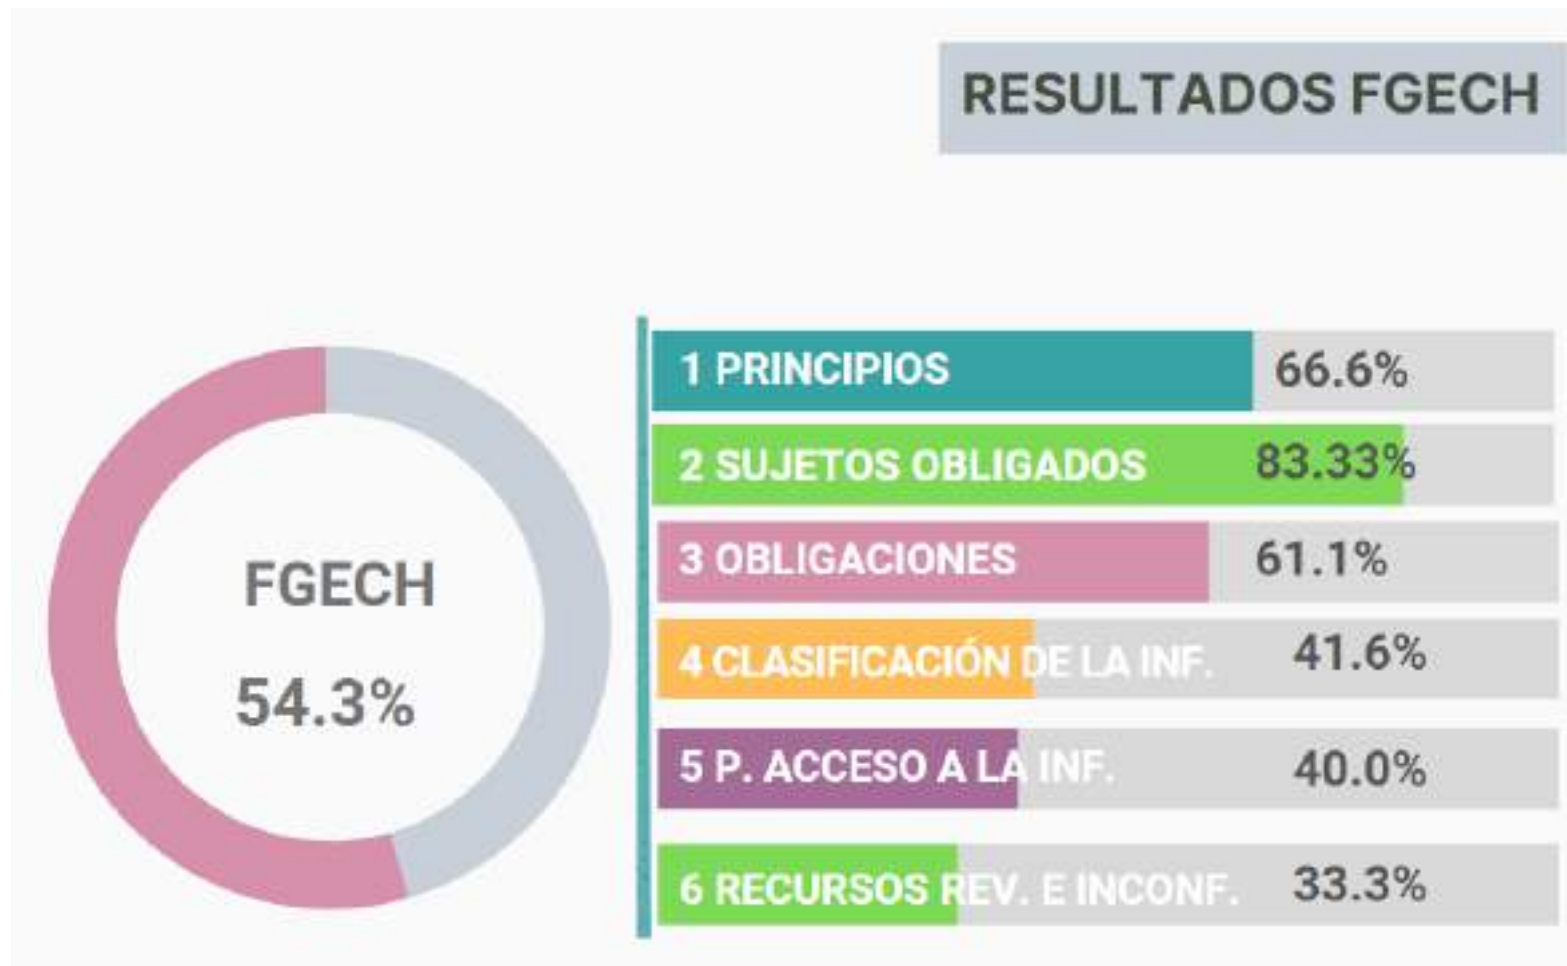 RESULTADOS FGECH
FGECH
54.3%
1 PRINCIPIOS 66.6%
2 SUJETOS OBLIGADOS 83.33%
3 OBLIGACIONES 61.1%
4 CLASIFICACIÓN DE LA INF. 41.6%
5 P. ACCESO A LA INF. 40.0%
6 RECURSOS REV. E INCONF. 33.3%